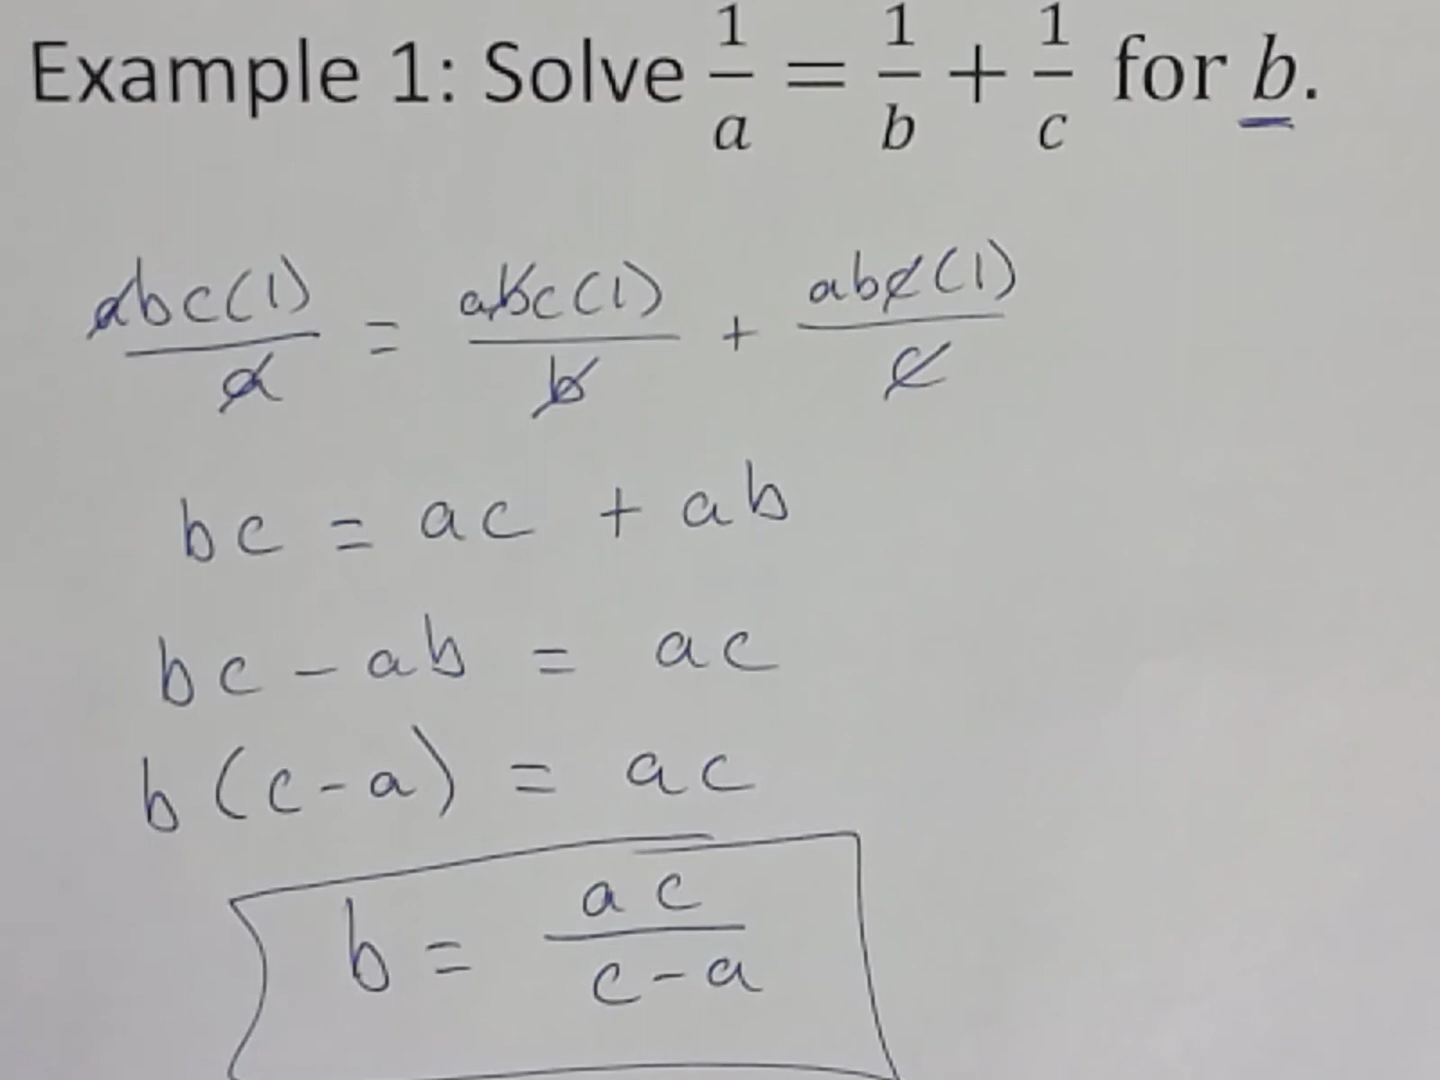 Example 1: Solve 1/a = 1/b + 1/c for b.
abc(1)/a = abc(1)/b + abc(1)/c
bc = ac + ab
bc - ab = ac
b(c-a) = ac
b = ac/c-a